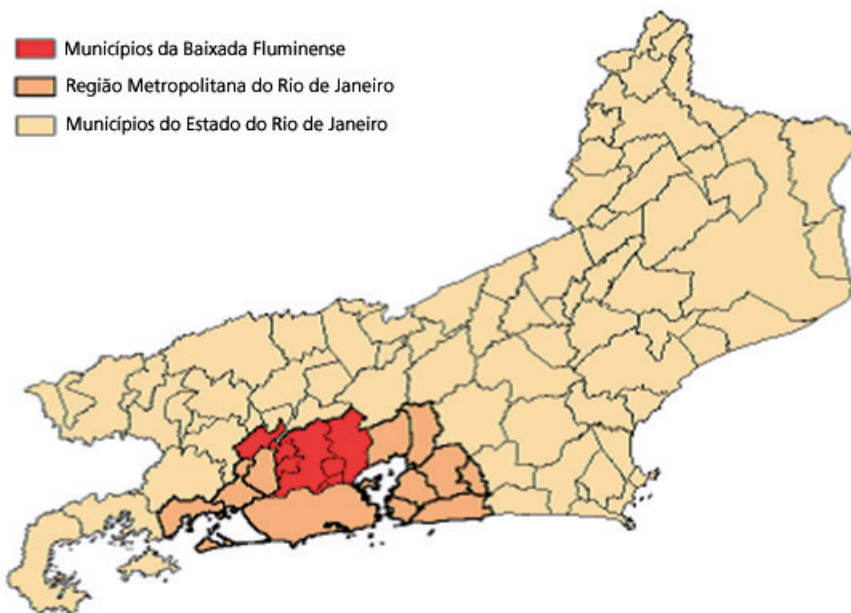 Municípios da Baixada Fluminense
Região Metropolitana do Rio de Janeiro
Municípios do Estado do Rio de Janeiro